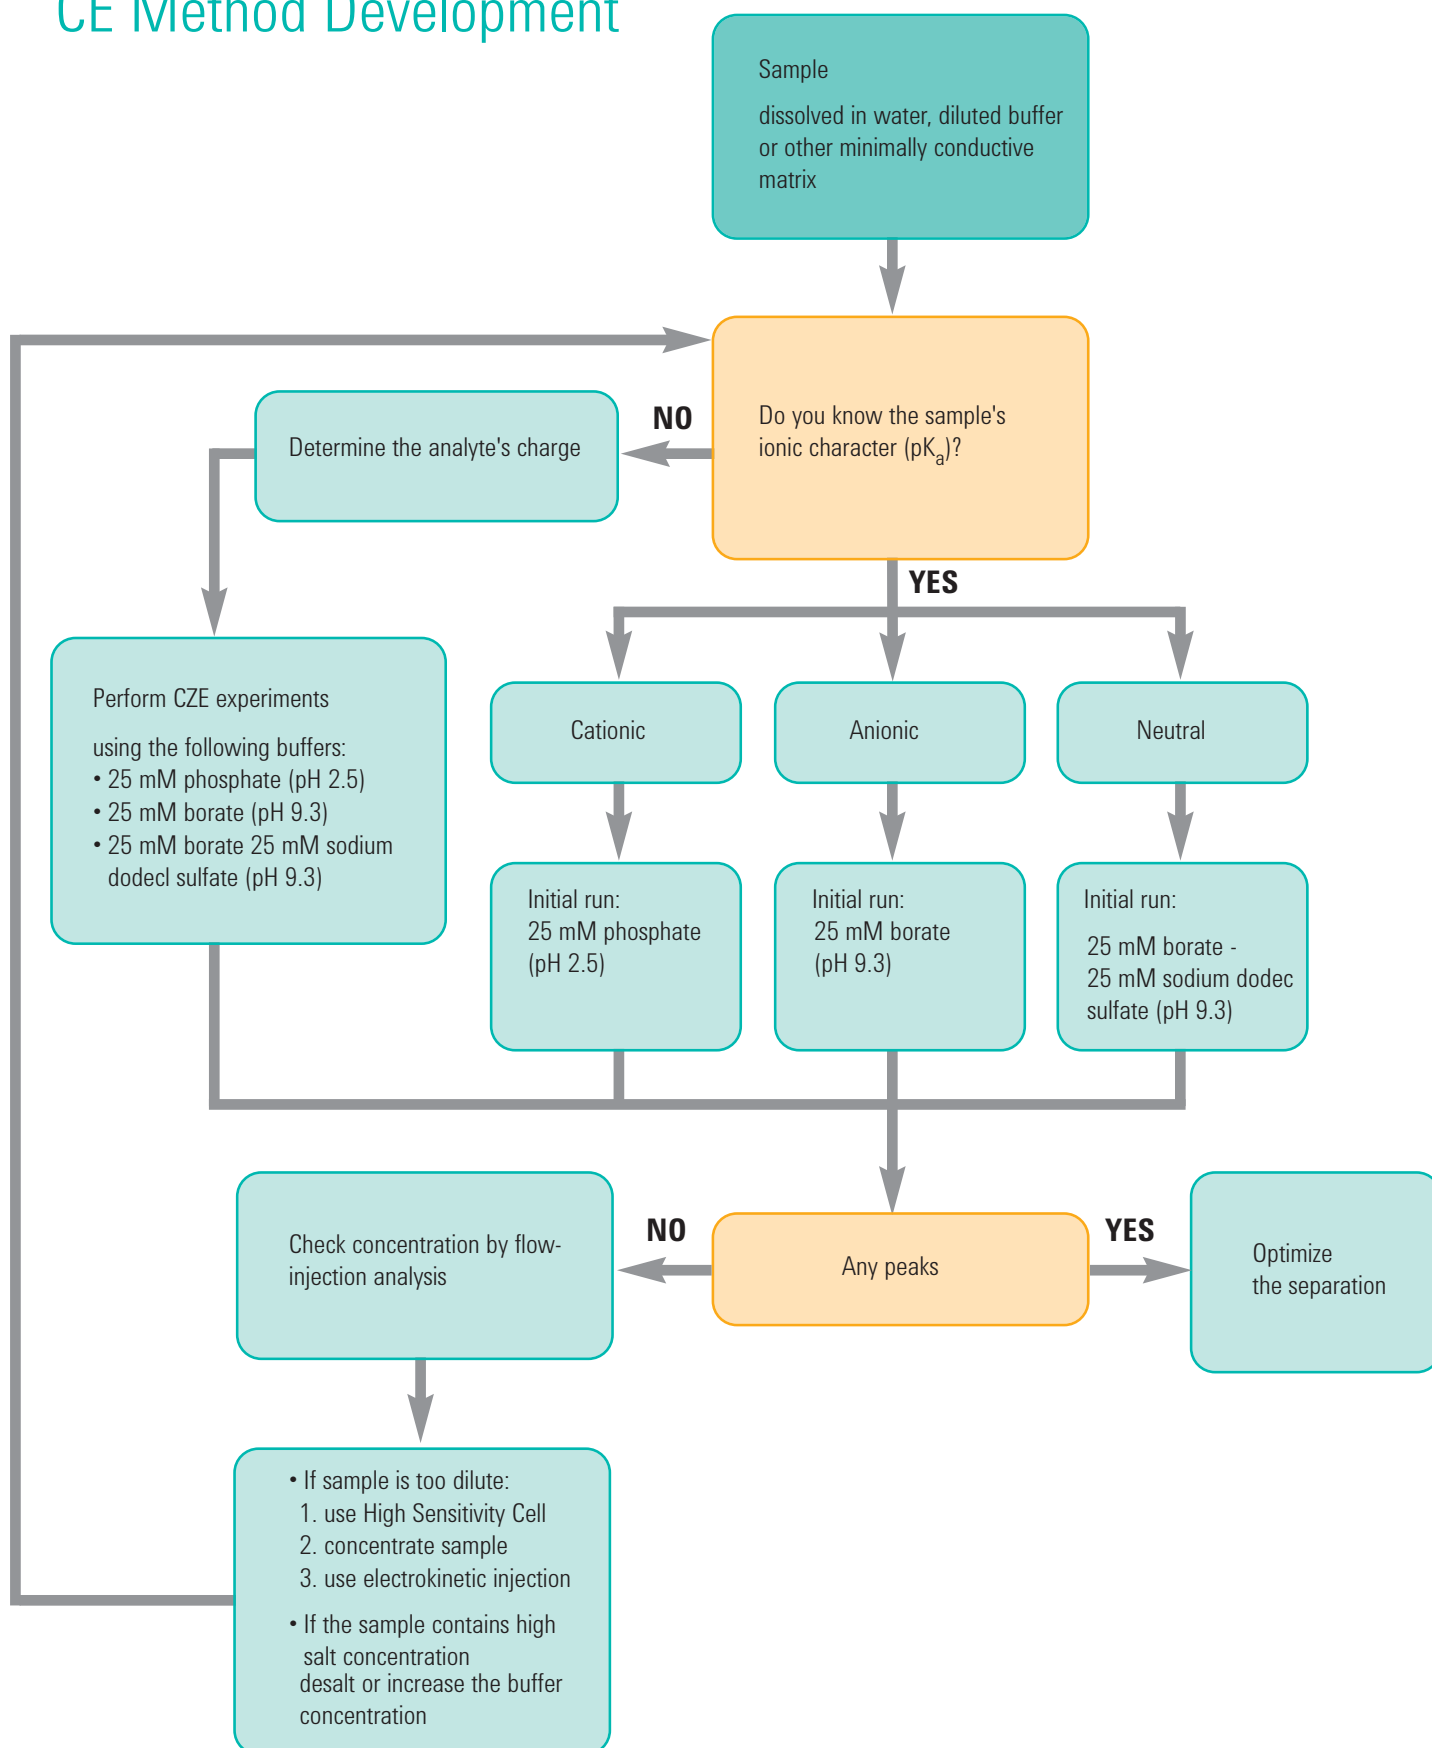 CE Method Development
Sample
dissolved in water, diluted buffer
or other minimally conductive
matrix
Do you know the sample's
ionic character (pKa)?
NO
Determine the analyte's charge
YES
Perform CZE experiments
using the following buffers:
• 25 mM phosphate (pH 2.5)
• 25 mM borate (pH 9.3)
• 25 mM borate 25 mM sodium
dodecl sulfate (pH 9.3)
Cationic
Anionic
Neutral
Initial run:
25 mM phosphate
(pH 2.5)
Initial run:
25 mM borate
(pH 9.3)
Initial run:
25 mM borate -
25 mM sodium dodec
sulfate (pH 9.3)
Any peaks
NO
YES
Check concentration by flow-
injection analysis
Optimize
the separation
• If sample is too dilute:
1. use High Sensitivity Cell
2. concentrate sample
3. use electrokinetic injection
• If the sample contains high
salt concentration
desalt or increase the buffer
concentration